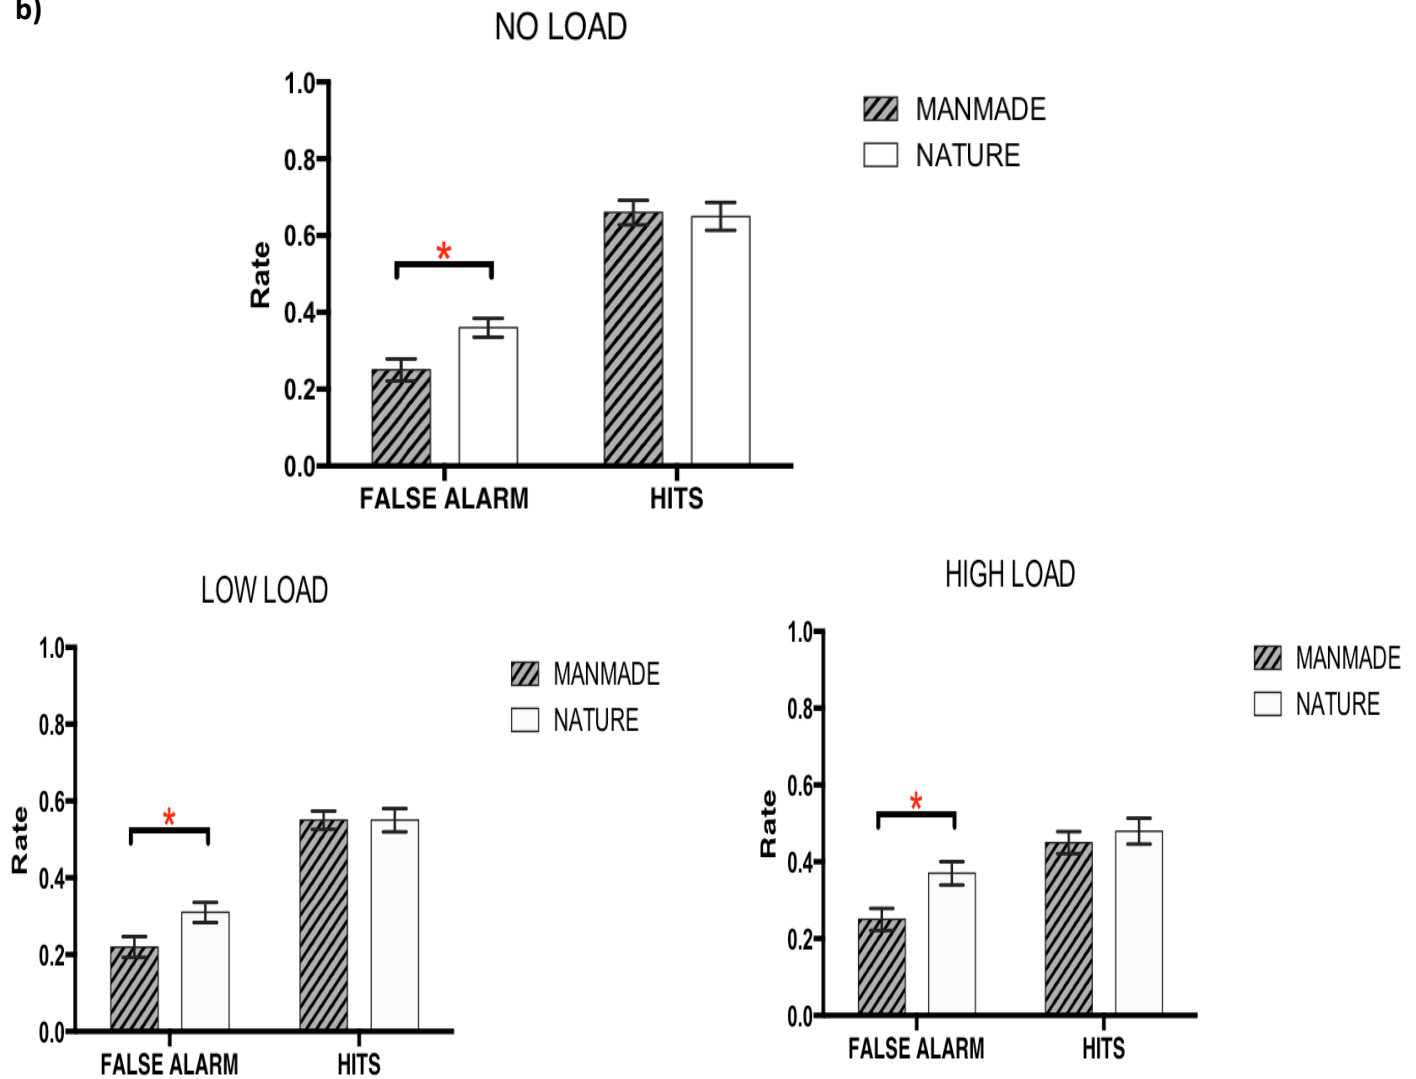 b)
NO LOAD
MANMADE
NATURE
1.0
0.8
0.6
0.4
0.2
0.0
Rate
*
FALSE ALARM HITS
LOW LOAD
MANMADE
NATURE
1.0
0.8
0.6
0.4
0.2
0.0
Rate
*
FALSE ALARM HITS
HIGH LOAD
MANMADE
NATURE
1.0
0.8
0.6
0.4
0.2
0.0
Rate
*
FALSE ALARM HITS